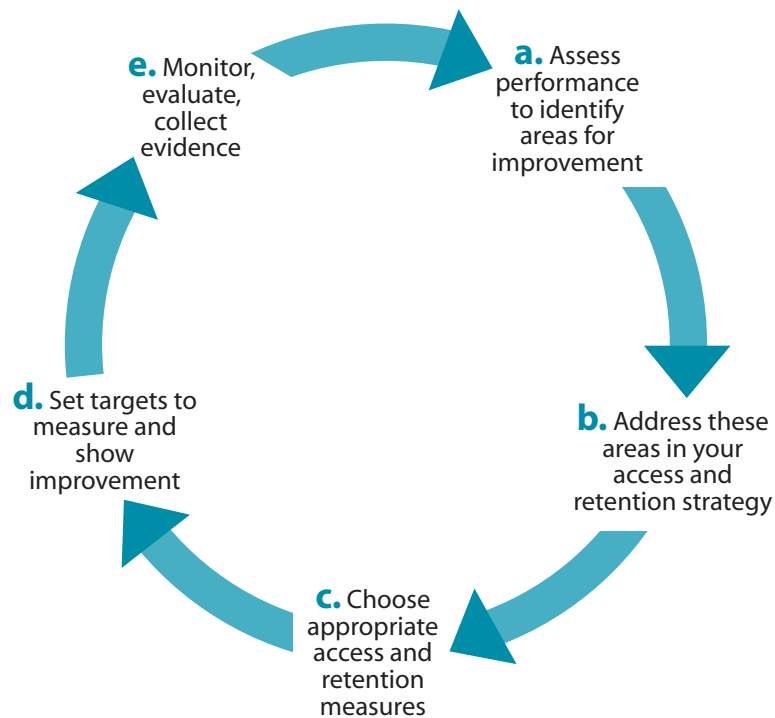 a. Assess
performance
to identify
areas for
improvement
b. Address these
areas in your
access and
retention strategy
c. Choose
appropriate
access and
retention
measures
d. Set targets to
measure and
show
improvement
e. Monitor,
evaluate,
collect
evidence